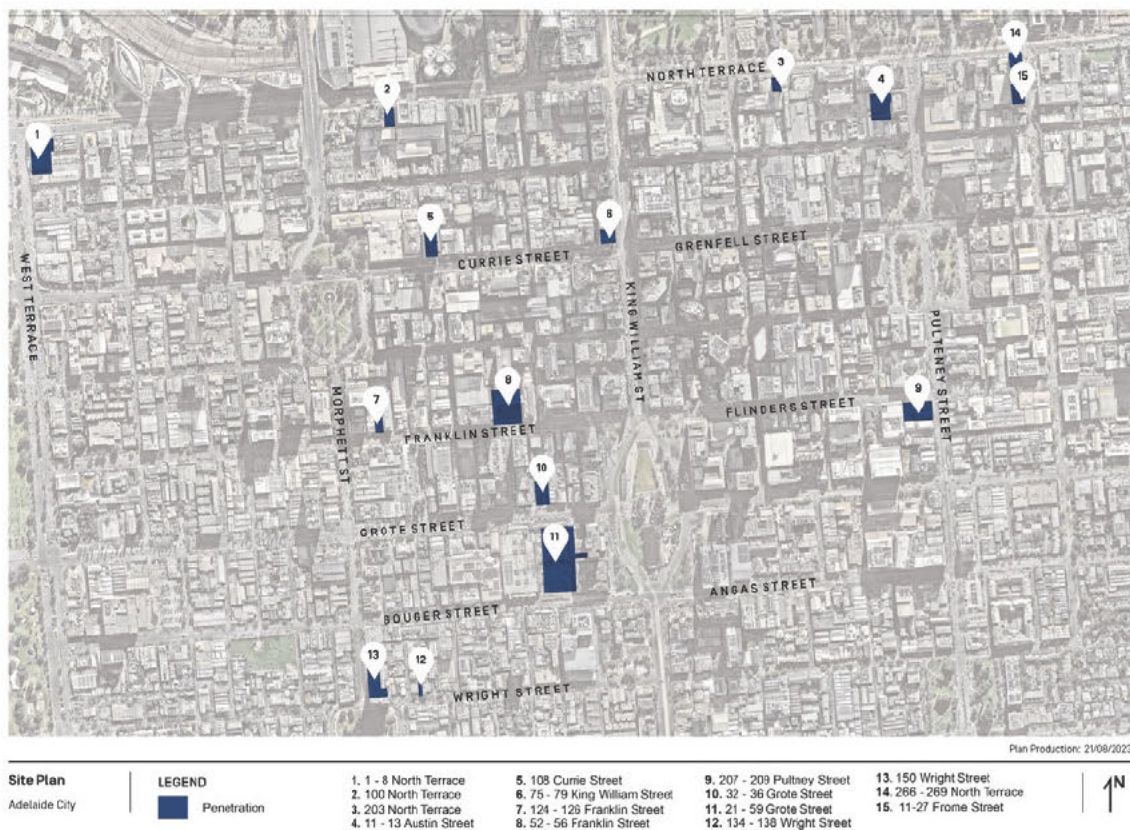 14
3
NORTH TERRACE
4
15
2
1
5
6
CURRIE STREET
GRENFELL STREET
WEST TERRACE
KING WILLIAM ST
PULTENEY STREET
MORPHETT ST
8
7
9
FRANKLIN STREET
FLINDERS STREET
10
GROTE STREET
11
GOUGER STREET
ANGAS STREET
13
12
WRIGHT STREET
Plan Production: 21/08/2023
Site Plan
Adelaide City
LEGEND
Penetration
1. 1 - 8 North Terrace
2. 100 North Terrace
3. 203 North Terrace
4. 11 - 13 Austin Street
5. 108 Currie Street
6. 75 - 79 King William Street
7. 124 - 126 Franklin Street
8. 52 - 56 Franklin Street
9. 207 - 209 Pultney Street
10. 32 - 36 Grote Street
11. 21 - 59 Grote Street
12. 134 - 138 Wright Street
13. 150 Wright Street
14. 266 - 269 North Terrace
15. 11-27 Frome Street
N